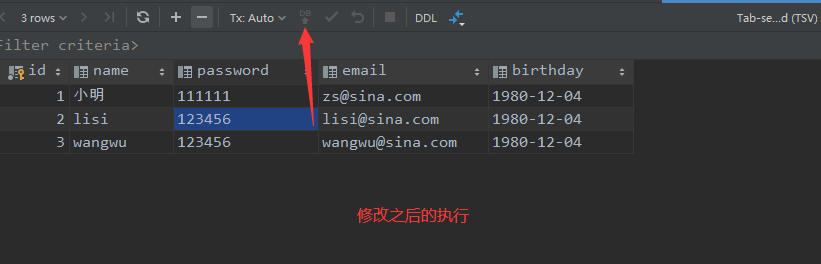 3 rows Tx: Auto DB DDL Tab-se...d (TSV)
Filter criteria>
id name password email birthday
1 小明 111111 zs@sina.com 1980-12-04
2 lisi 123456 lisi@sina.com 1980-12-04
3 wangwu 123456 wangwu@sina.com 1980-12-04
修改之后的执行